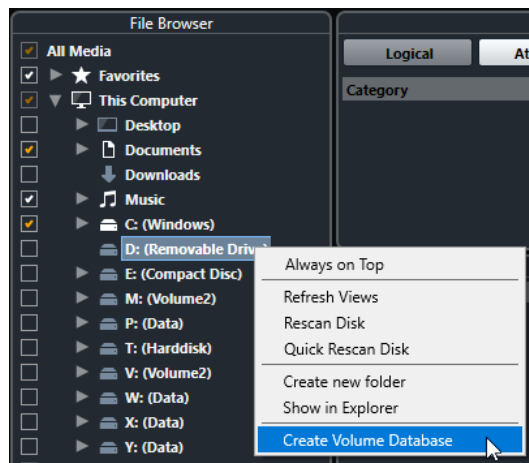 File Browser
All Media
Favorites
This Computer
Desktop
Documents
Downloads
Music
C: (Windows)
D: (Removable Drive)
E: (Compact Disc)
M: (Volume2)
P: (Data)
T: (Harddisk)
V: (Volume2)
W: (Data)
X: (Data)
Y: (Data)
Logical
At
Category
Always on Top
Refresh Views
Rescan Disk
Quick Rescan Disk
Create new folder
Show in Explorer
Create Volume Database